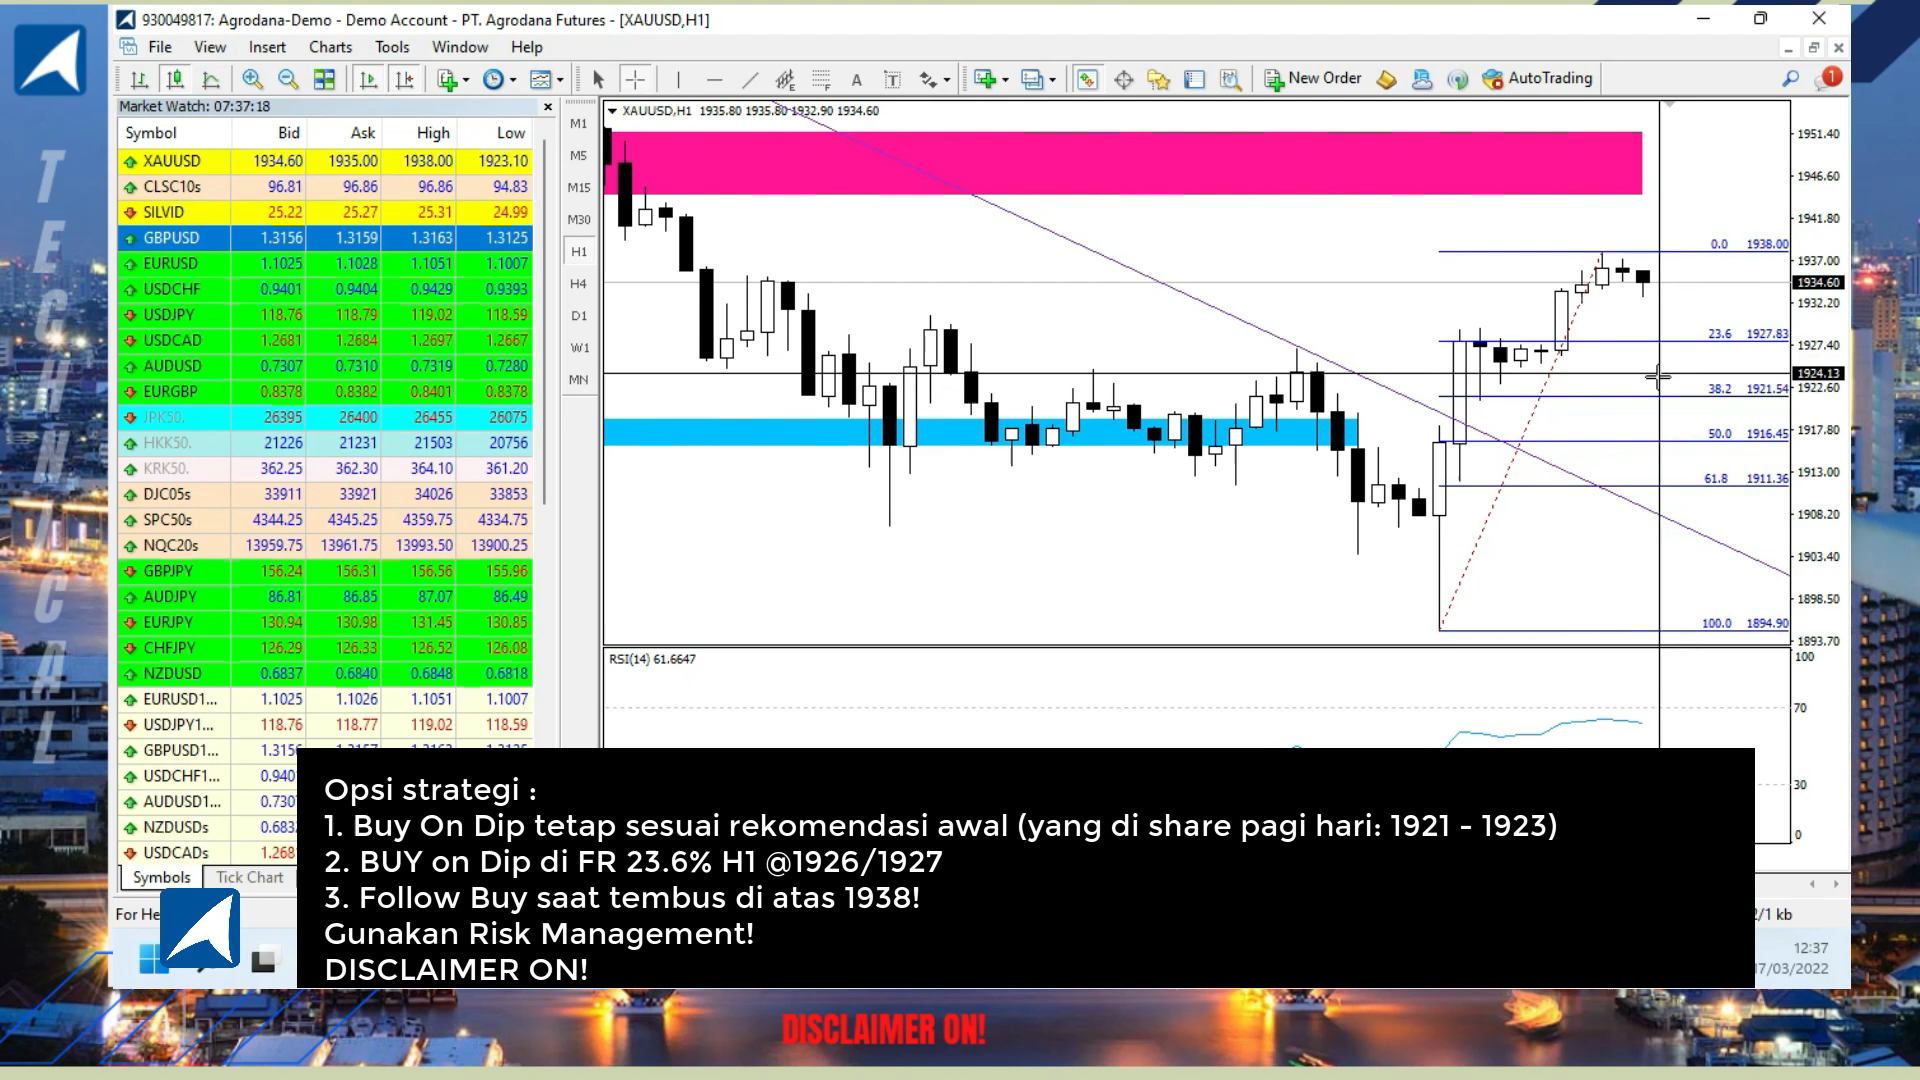 930049817: Agrodana-Demo - Demo Account - PT. Agrodana Futures - [XAUUSD,H1]
File View Insert Charts Tools Window Help
New Order AutoTrading 1
Market Watch: 07:37:18
Symbol Bid Ask High Low
XAUUSD 1934.60 1935.00 1938.00 1923.10
CLSC10s 96.81 96.86 96.86 94.83
SILVID 25.22 25.27 25.31 24.99
GBPUSD 1.3156 1.3159 1.3163 1.3125
EURUSD 1.1025 1.1028 1.1051 1.1007
USDCHF 0.9401 0.9404 0.9429 0.9393
USDJPY 118.76 118.79 119.02 118.59
USDCAD 1.2681 1.2684 1.2697 1.2667
AUDUSD 0.7307 0.7310 0.7319 0.7280
EURGBP 0.8378 0.8382 0.8401 0.8378
JPK50. 26395 26400 26455 26075
HKK50. 21226 21231 21503 20756
KRK50. 362.25 362.30 364.10 361.20
DJC05s 33911 33921 34026 33853
SPC50s 4344.25 4345.25 4359.75 4334.75
NQC20s 13959.75 13961.75 13993.50 13900.25
GBPJPY 156.24 156.31 156.56 155.96
AUDJPY 86.81 86.85 87.07 86.49
EURJPY 130.94 130.98 131.45 130.85
CHFJPY 126.29 126.33 126.52 126.08
NZDUSD 0.6837 0.6840 0.6848 0.6818
EURUSD1... 1.1025 1.1026 1.1051 1.1007
USDJPY1... 118.76 118.77 119.02 118.59
GBPUSD1...
USDCHF1... 0.940
AUDUSD1... 0.730
NZDUSDs 0.683
USDCADs 1.268
Symbols Tick Chart
For He
M1
M5
M15
M30
H1
H4
D1
W1
MN
XAUUSD,H1 1935.80 1935.80 1932.90 1934.60
0.0 1938.00
23.6 1927.83
38.2 1921.54
50.0 1916.45
61.8 1911.36
100.0 1894.90
1951.40
1946.60
1941.80
1937.00
1934.60
1932.20
1927.40
1924.13
1922.60
1917.80
1913.00
1908.20
1903.40
1898.50
1893.70
RSI(14) 61.6647
100
70
30
0
Opsi strategi :
1. Buy On Dip tetap sesuai rekomendasi awal (yang di share pagi hari: 1921 - 1923)
2. BUY on Dip di FR 23.6% H1 @1926/1927
3. Follow Buy saat tembus di atas 1938!
Gunakan Risk Management!
DISCLAIMER ON!
2/1 kb
12:37
17/03/2022
DISCLAIMER ON!
TECHNICAL